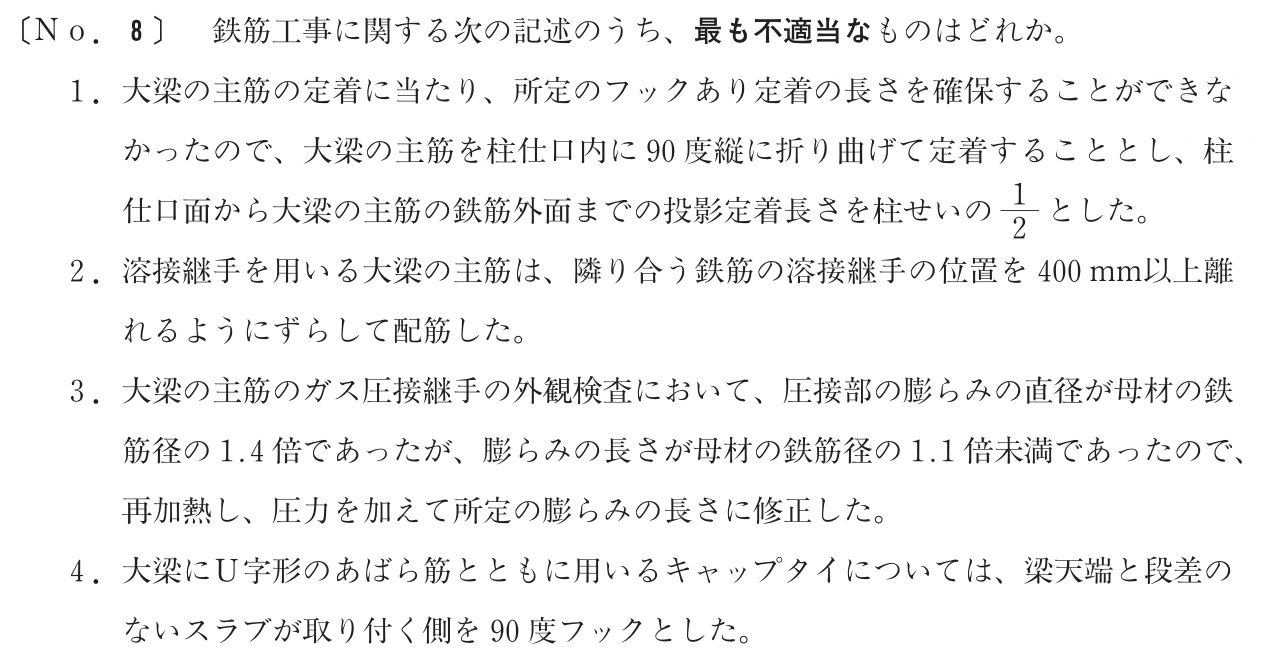 〔Ｎｏ． 8〕 鉄筋工事に関する次の記述のうち、最も不適当なものはどれか。
1．大梁の主筋の定着に当たり、所定のフックあり定着の長さを確保することができな
かったので、大梁の主筋を柱仕口内に 90 度縦に折り曲げて定着することとし、柱
仕口面から大梁の主筋の鉄筋外面までの投影定着長さを柱せいの 1/2 とした。
2．溶接継手を用いる大梁の主筋は、隣り合う鉄筋の溶接継手の位置を 400 mm以上離
れるようにずらして配筋した。
3．大梁の主筋のガス圧接継手の外観検査において、圧接部の膨らみの直径が母材の鉄
筋径の 1.4 倍であったが、膨らみの長さが母材の鉄筋径の 1.1 倍未満であったので、
再加熱し、圧力を加えて所定の膨らみの長さに修正した。
4．大梁にＵ字形のあばら筋とともに用いるキャップタイについては、梁天端と段差の
ないスラブが取り付く側を 90 度フックとした。